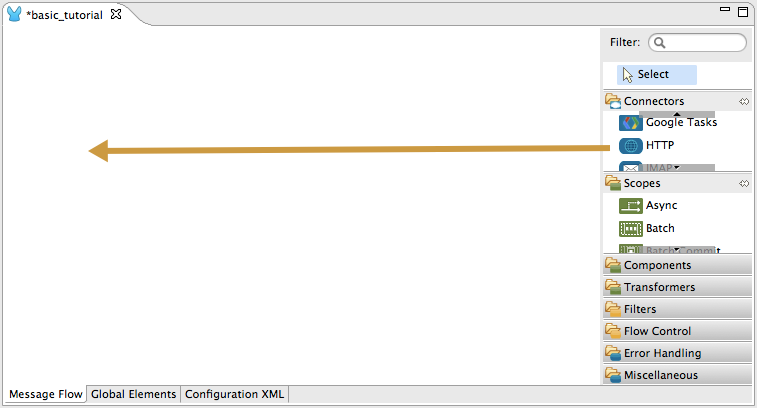 *basic_tutorial
Filter:
Select
Connectors
Google Tasks
HTTP
IMAP
Scopes
Async
Batch
Batch Commit
Components
Transformers
Filters
Flow Control
Error Handling
Miscellaneous
Message Flow Global Elements Configuration XML